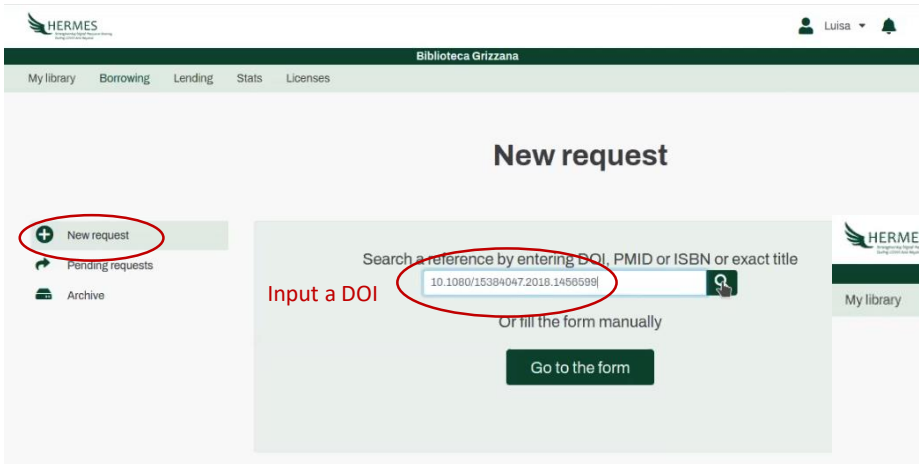 HERMES
Luisa
Biblioteca Grizzana
My library Borrowing Lending Stats Licenses
New request
New request
Pending requests
Archive
Search a reference by entering DOI, PMID or ISBN or exact title
Input a DOI
10.1080/15384047.2018.1456599
Or fill the form manually
Go to the form
HERME
My library